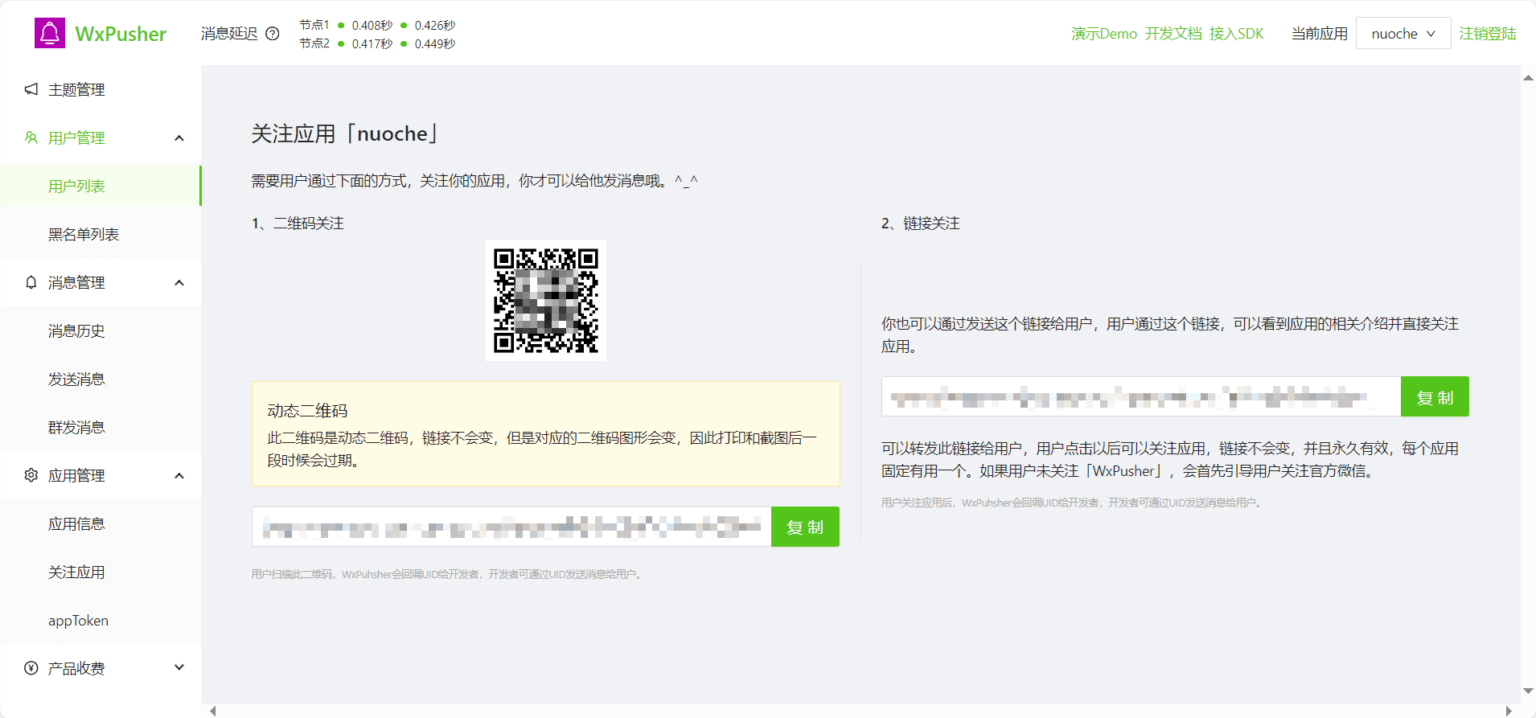 WxPusher
消息延迟
节点1 0.408秒 0.426秒
节点2 0.417秒 0.449秒
演示Demo 开发文档 接入SDK
当前应用
nuoche
注销登陆
主题管理
用户管理
用户列表
黑名单列表
消息管理
消息历史
发送消息
群发消息
应用管理
应用信息
关注应用
appToken
产品收费
关注应用「nuoche」
需要用户通过下面的方式，关注你的应用，你才可以给他发消息哦。^_^
1、二维码关注
动态二维码
此二维码是动态二维码，链接不会变，但是对应的二维码图形会变，因此打印和截图后一
段时候会过期。
复 制
用户扫描此二维码，WxPuhsher会回调UID给开发者，开发者可通过UID发送消息给用户。
2、链接关注
你也可以通过发送这个链接给用户，用户通过这个链接，可以看到应用的相关介绍并直接关注
应用。
复 制
可以转发此链接给用户，用户点击以后可以关注应用，链接不会变，并且永久有效，每个应用
固定有用一个。如果用户未关注「WxPusher」，会首先引导用户关注官方微信。
用户关注应用后，WxPuhsher会回调UID给开发者，开发者可通过UID发送消息给用户。